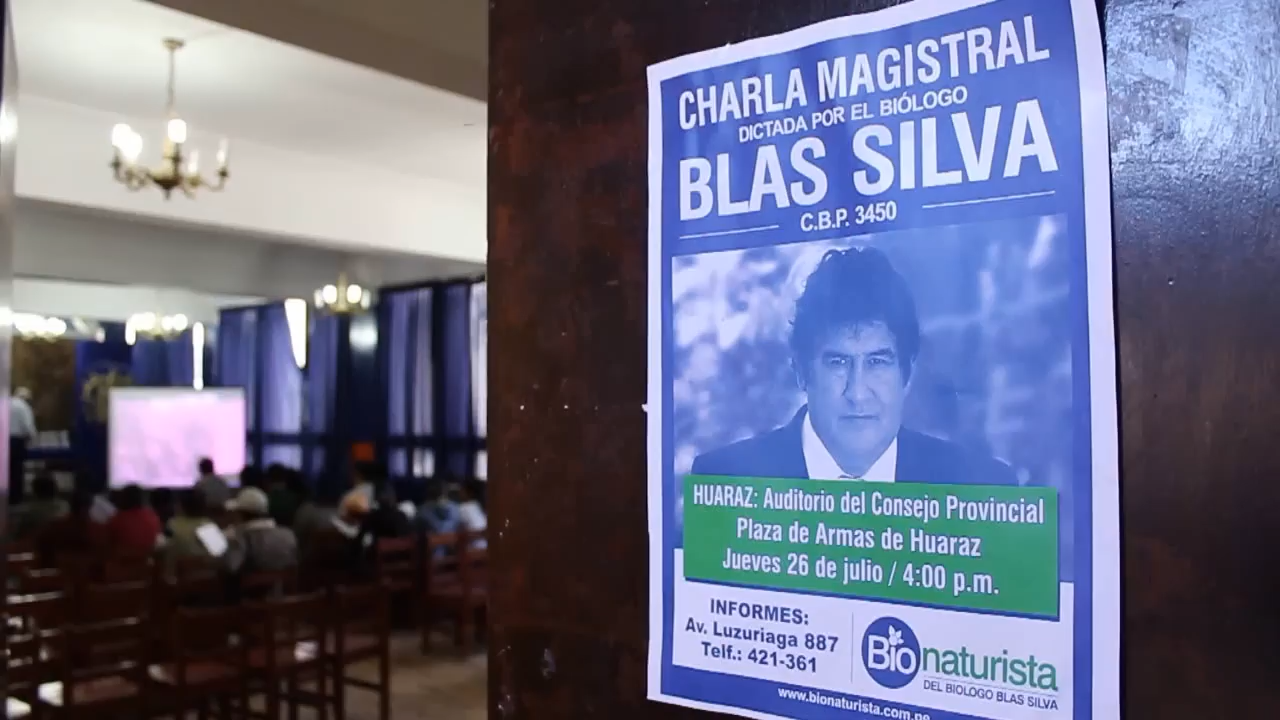 CHARLA MAGISTRAL
DICTADA POR EL BIÓLOGO
BLAS SILVA
C.B.P. 3450
HUARAZ: Auditorio del Consejo Provincial
Plaza de Armas de Huaraz
Jueves 26 de julio / 4:00 p.m.
INFORMES:
Av. Luzuriaga 887
Telf.: 421-361
Bionaturista
DEL BIOLOGO BLAS SILVA
www.bionaturista.com.pe